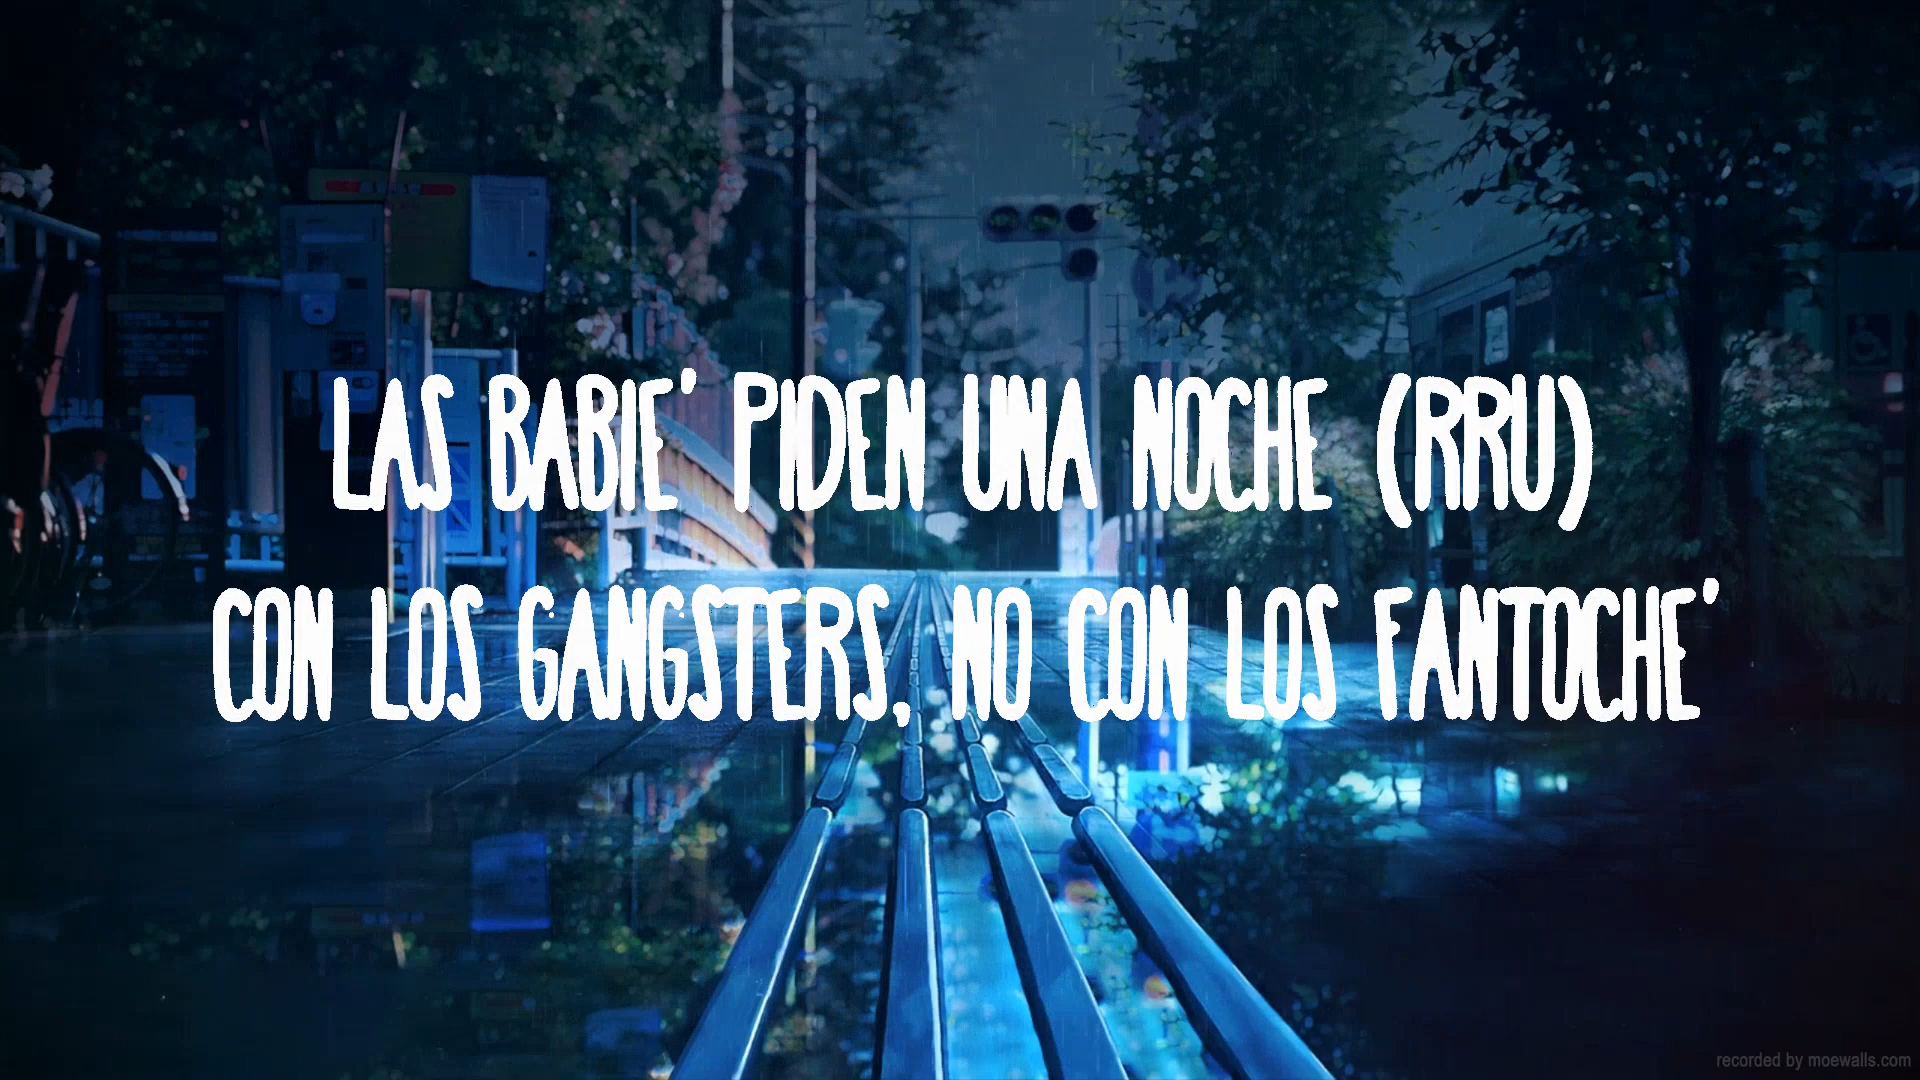 LAS BABIE' PIDEN UNA NOCHE (RRU)
CON LOS GANGSTERS, NO CON LOS FANTOCHE'
recorded by moewalls.com